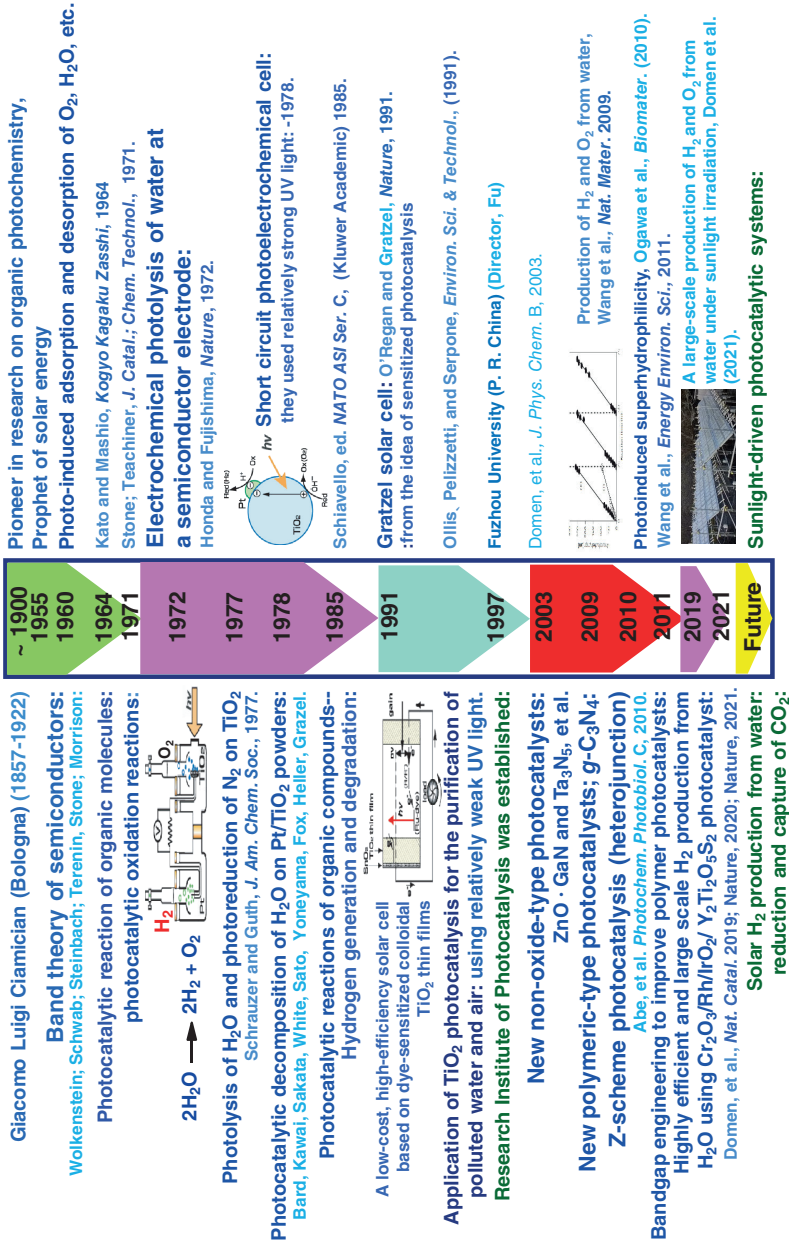 Giacomo Luigi Ciamician (Bologna) (1857-1922)
Band theory of semiconductors:
Wolkenstein; Schwab; Steinbach; Terenin, Stone; Morrison:
Photocatalytic reaction of organic molecules:
photocatalytic oxidation reactions:
H2
O2
V
hν
Pt
TiO2
2H2O → 2H2 + O2
Photolysis of H2O and photoreduction of N2 on TiO2
Schrauzer and Guth, J. Am. Chem. Soc., 1977.
Photocatalytic decomposition of H2O on Pt/TiO2 powders:
Bard, Kawai, Sakata, White, Sato, Yoneyama, Fox, Heller, Grazel.
Photocatalytic reactions of organic compounds--
Hydrogen generation and degradation:
A low-cost, high-efficiency solar cell
based on dye-sensitized colloidal
TiO2 thin films
SnO2
TiO2 thin film
hν
gain
load
Application of TiO2 photocatalysis for the purification of
polluted water and air: using relatively weak UV light.
Research Institute of Photocatalysis was established:
New non-oxide-type photocatalysts:
ZnO · GaN and Ta3N5, et al.
New polymeric-type photocatalysts; g-C3N4:
Z-scheme photocatalysis (heterojunction)
Abe, et al. Photochem. Photobiol. C, 2010.
Bandgap engineering to improve polymer photocatalysts:
Highly efficient and large scale H2 production from
H2O using Cr2O3/Rh/IrO2/ Y2Ti2O5S2 photocatalyst:
Domen, et al., Nat. Catal. 2019; Nature, 2020; Nature, 2021.
Solar H2 production from water:
reduction and capture of CO2:
~ 1900
1955
1960
1964
1971
1972
1977
1978
1985
1991
1997
2003
2009
2010
2011
2019
2021
Future
Pioneer in research on organic photochemistry,
Prophet of solar energy
Photo-induced adsorption and desorption of O2, H2O, etc.
Kato and Mashio, Kogyo Kagaku Zasshi, 1964
Stone; Teachiner, J. Catal.; Chem. Technol., 1971.
Electrochemical photolysis of water at
a semiconductor electrode:
Honda and Fujishima, Nature, 1972.
Red(H2)
H+
Ox
Pt
hν
TiO2
Ox(O2)
OH−
Red
Short circuit photoelectrochemical cell:
they used relatively strong UV light: -1978.
Schiavello, ed. NATO ASI Ser. C, (Kluwer Academic) 1985.
Gratzel solar cell: O'Regan and Gratzel, Nature, 1991.
:from the idea of sensitized photocatalysis
Ollis、Pelizzetti, and Serpone, Environ. Sci. & Technol., (1991).
Fuzhou University (P. R. China) (Director, Fu)
Domen, et al., J. Phys. Chem. B, 2003.
Production of H2 and O2 from water,
Wang et al., Nat. Mater. 2009.
Photoinduced superhydrophilicity, Ogawa et al., Biomater. (2010).
Wang et al., Energy Environ. Sci., 2011.
A large-scale production of H2 and O2 from
water under sunlight irradiation, Domen et al.
(2021).
Sunlight-driven photocatalytic systems: